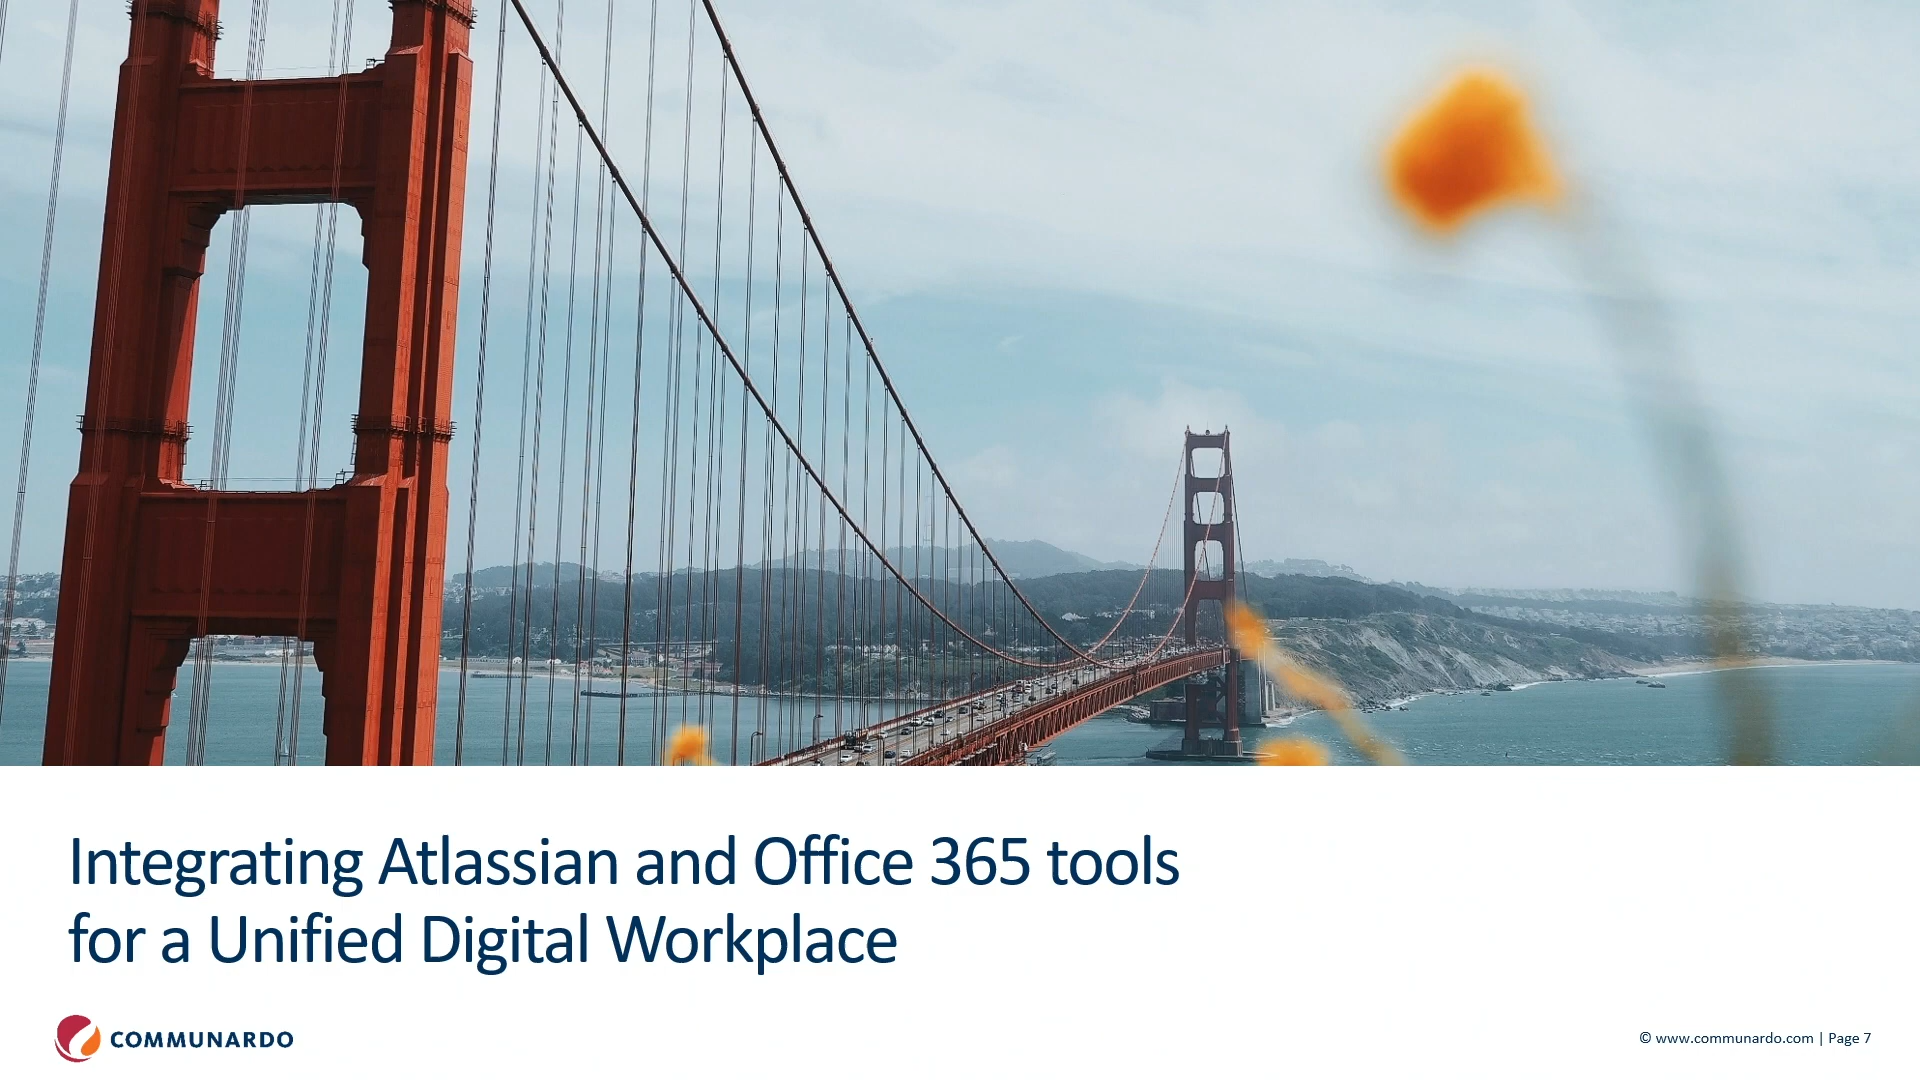 Integrating Atlassian and Office 365 tools
for a Unified Digital Workplace
COMMUNARDO
© www.communardo.com | Page 7